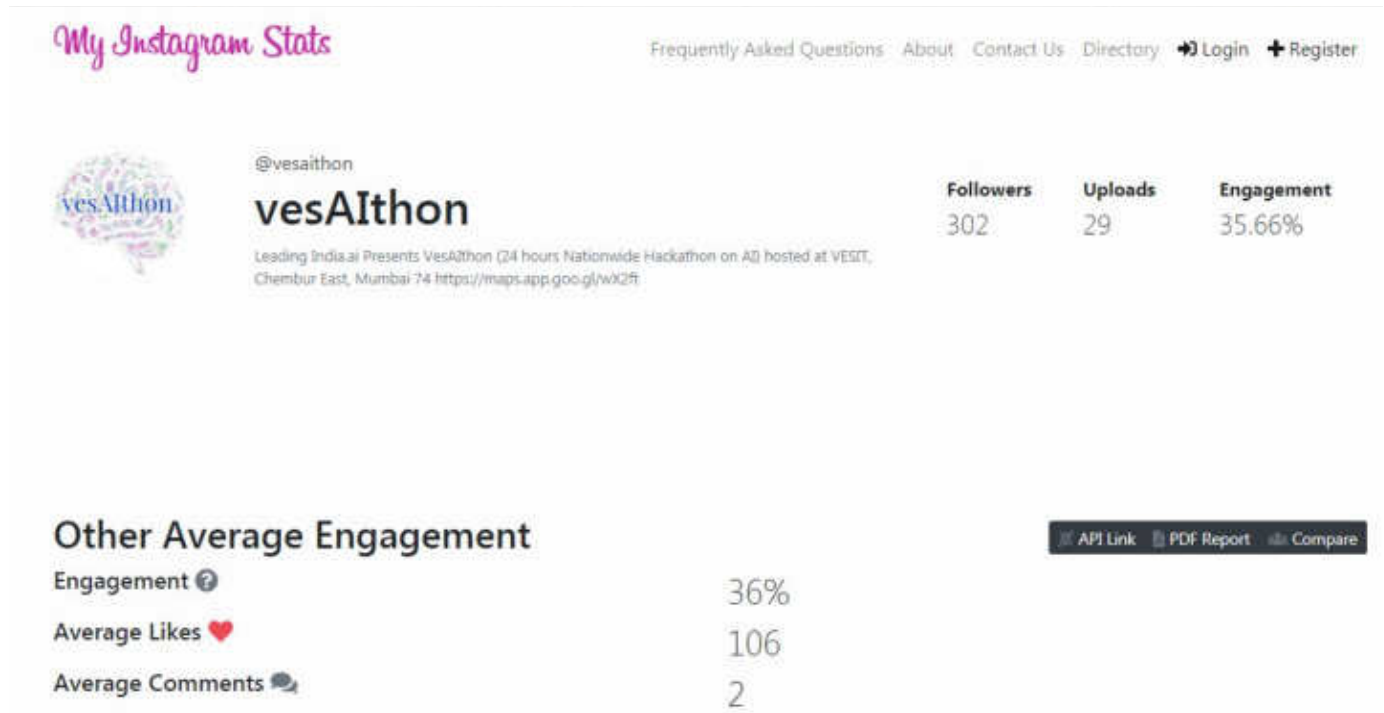 My Instagram Stats
Frequently Asked Questions About Contact Us Directory Login Register
vesAIthon
@vesaithon
vesAIthon
Leading India.ai Presents VesAIthon (24 hours Nationwide Hackathon on AI) hosted at VESIT,
Chembur East, Mumbai 74 https://maps.app.goo.gl/wX2ft
Followers Uploads Engagement
302 29 35.66%
Other Average Engagement
API Link PDF Report Compare
Engagement 36%
Average Likes 106
Average Comments 2